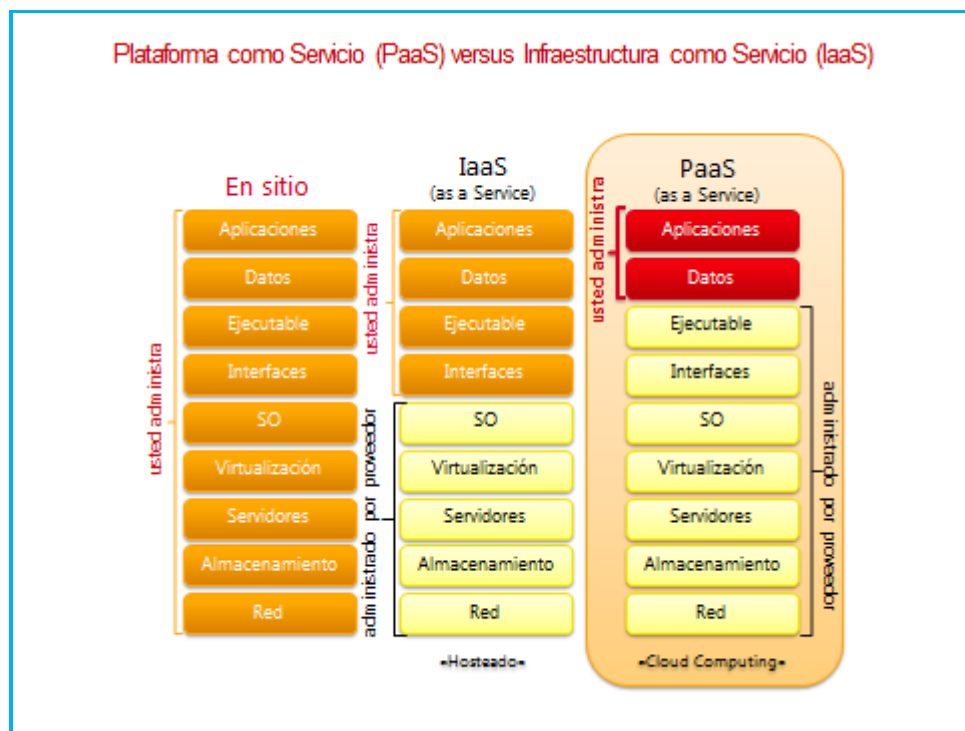 Plataforma como Servicio (PaaS) versus Infraestructura como Servicio (IaaS)
En sitio
usted administra
Aplicaciones
Datos
Ejecutable
Interfaces
SO
Virtualización
Servidores
Almacenamiento
Red
IaaS
(as a Service)
usted administra
Aplicaciones
Datos
Ejecutable
Interfaces
administrado por proveedor
SO
Virtualización
Servidores
Almacenamiento
Red
«Hosteado»
PaaS
(as a Service)
usted administra
Aplicaciones
Datos
Ejecutable
Interfaces
SO
Virtualización
Servidores
Almacenamiento
Red
administrado por proveedor
«Cloud Computing»